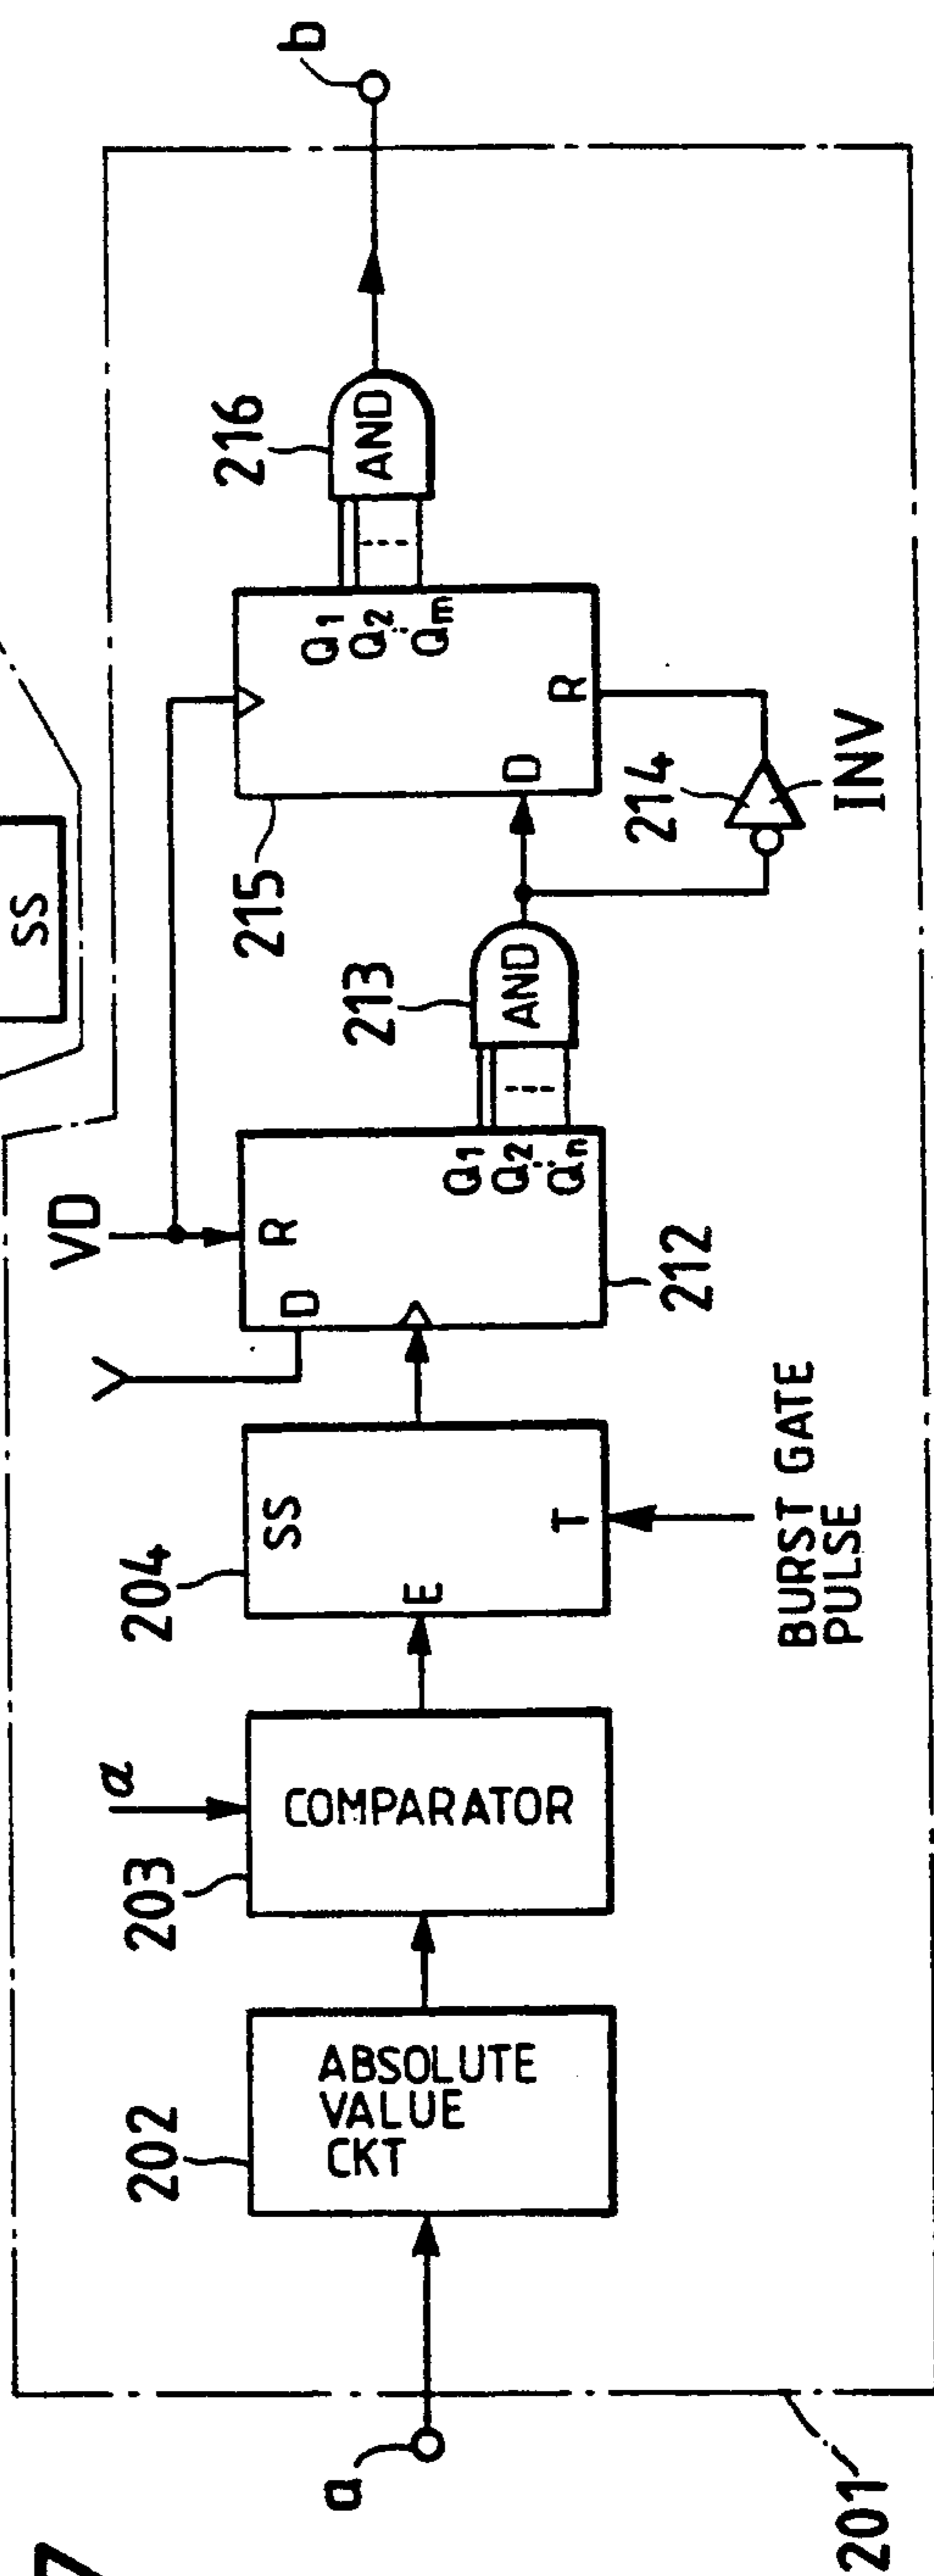 7
SS
a
201
202
ABSOLUTE
VALUE
CKT
203
α
COMPARATOR
204
SS
E
T
BURST GATE
PULSE
VD
D
R
Q1
Q2
Qn
212
213
AND
214
INV
215
D
R
Q1
Q2
Qm
216
AND
b